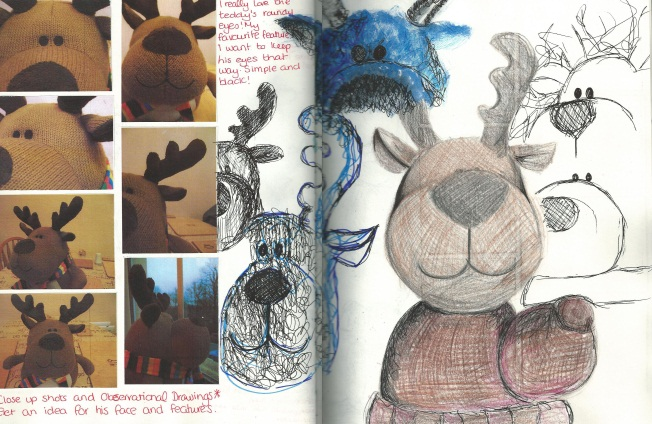 I really love the
teddy's roundy
eyes! My
favourite feature.
I want to keep
his eyes that
way. Simple and
black!
Close up shots and Observational Drawings*
Get an idea for his face and features.